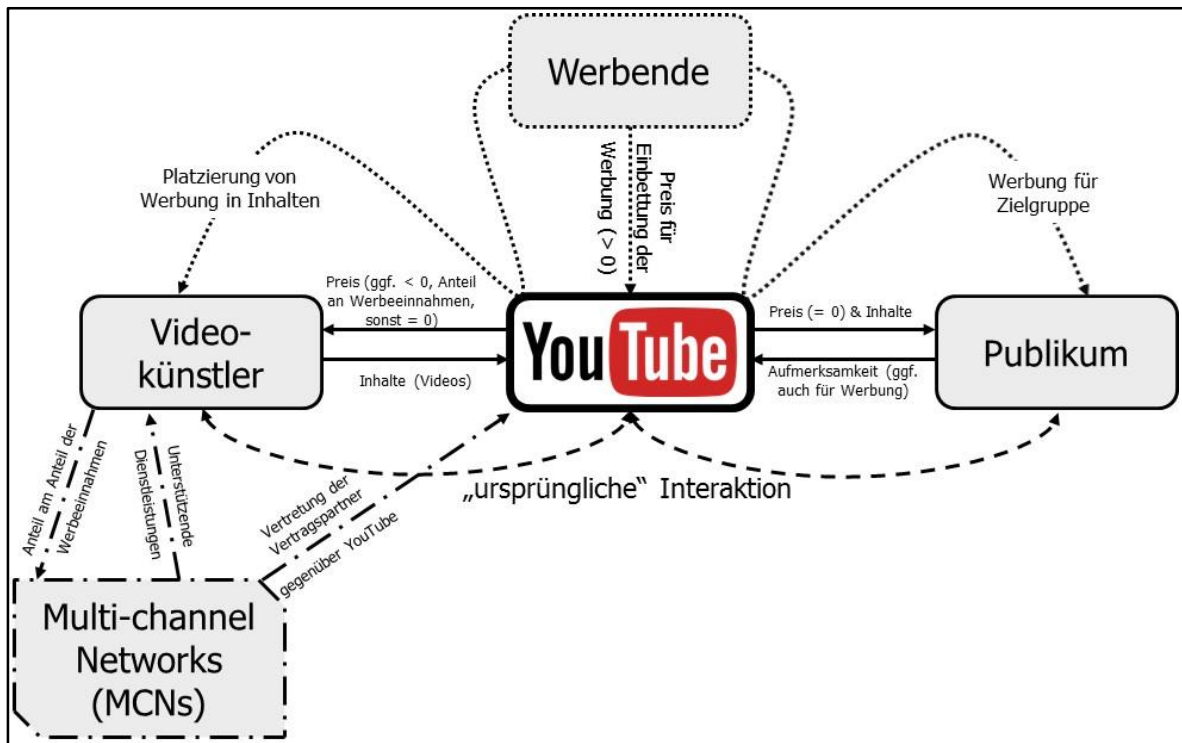 Werbende
Preis für
Einbettung der
Werbung (> 0)
Platzierung von
Werbung in Inhalten
Werbung für
Zielgruppe
Preis (ggf. < 0, Anteil
an Werbeeinnahmen,
sonst = 0)
Inhalte (Videos)
Video-
künstler
YouTube
Preis (= 0) & Inhalte
Aufmerksamkeit (ggf.
auch für Werbung)
Publikum
„ursprüngliche“ Interaktion
Anteil am Anteil der
Werbeeinnahmen
Unterstützende
Dienstleistungen
Vertretung der
Vertragspartner
gegenüber YouTube
Multi-channel
Networks
(MCNs)